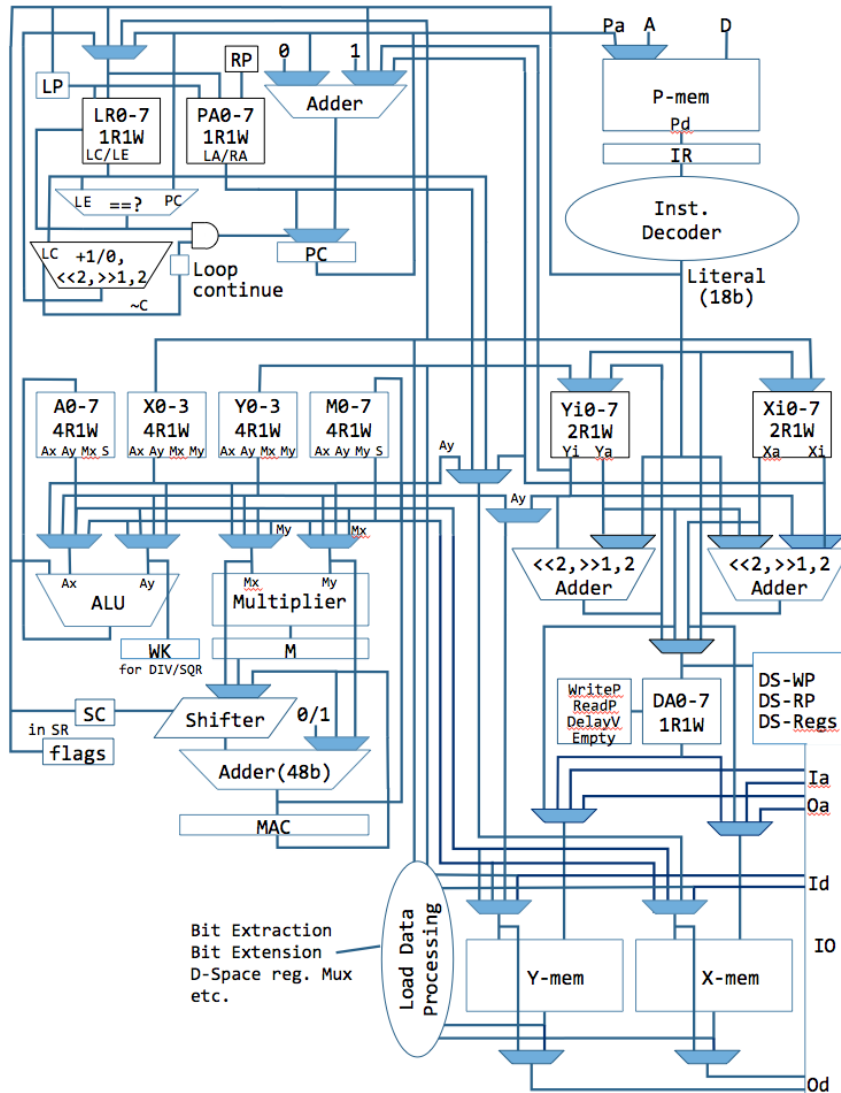 Pa A D
LP
RP
0
1
Adder
P-mem
Pd
IR
LR0-7
1R1W
LC/LE
PA0-7
1R1W
LA/RA
LE ==? PC
Inst.
Decoder
LC +1/0,
<<2,>>1,2
PC
Loop
continue
~C
Literal
(18b)
A0-7
4R1W
Ax Ay Mx S
X0-3
4R1W
Ax Ay Mx My
Y0-3
4R1W
Ax Ay Mx My
M0-7
4R1W
Ax Ay My S
Yi0-7
2R1W
Yi Ya
Xi0-7
2R1W
Xa Xi
Ay
Ay
My
Mx
Ax Ay
ALU
Mx My
Multiplier
<<2,>>1,2
Adder
<<2,>>1,2
Adder
WK
for DIV/SQR
M
WriteP
ReadP
DelayV
Empty
DA0-7
1R1W
DS-WP
DS-RP
DS-Regs
SC
Shifter
0/1
in SR
flags
Adder(48b)
MAC
Ia
Oa
Id
IO
Bit Extraction
Bit Extension
D-Space reg. Mux
etc.
Load Data
Processing
Y-mem
X-mem
Od